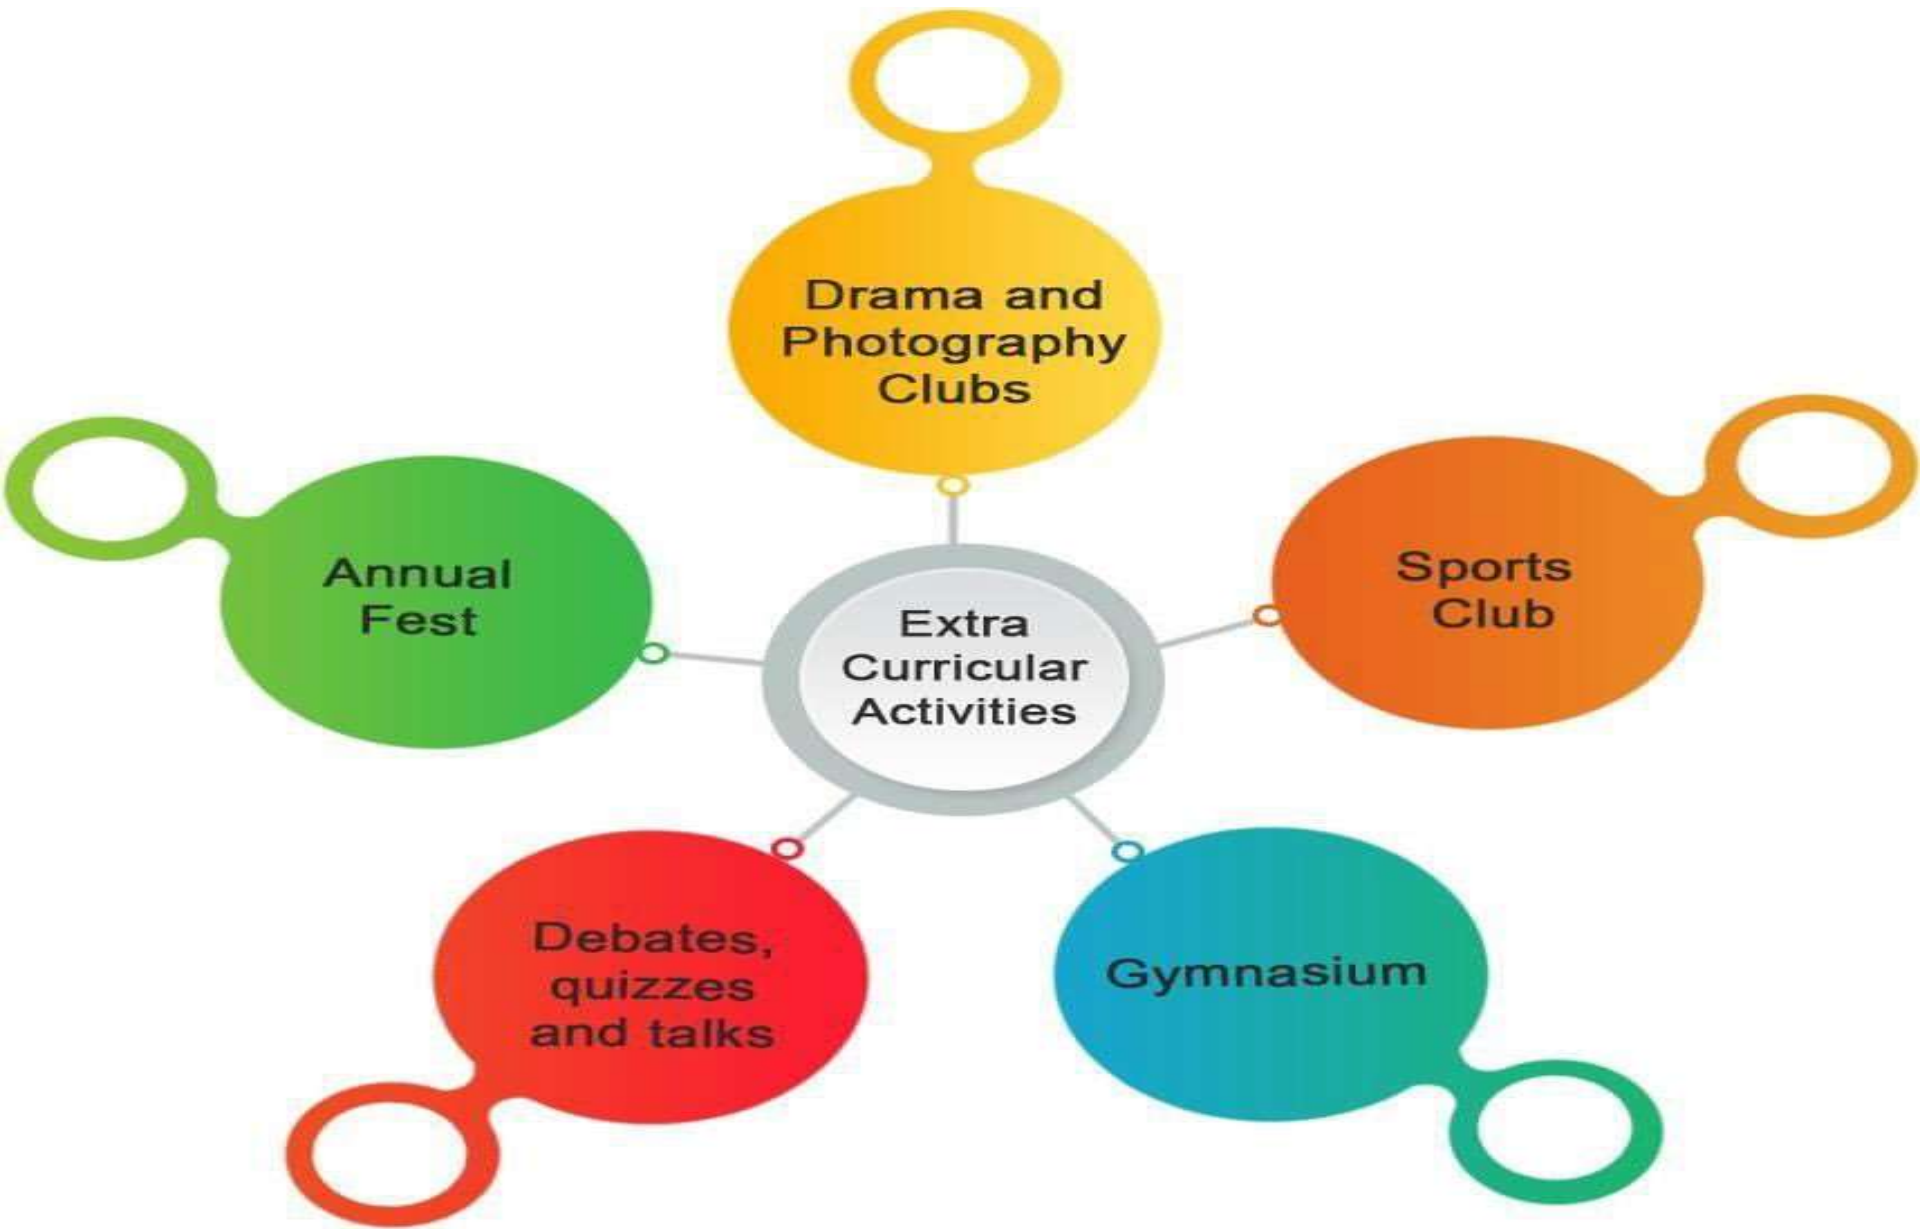 Drama and
Photography
Clubs
Annual
Fest
Sports
Club
Extra
Curricular
Activities
Debates,
quizzes
and talks
Gymnasium